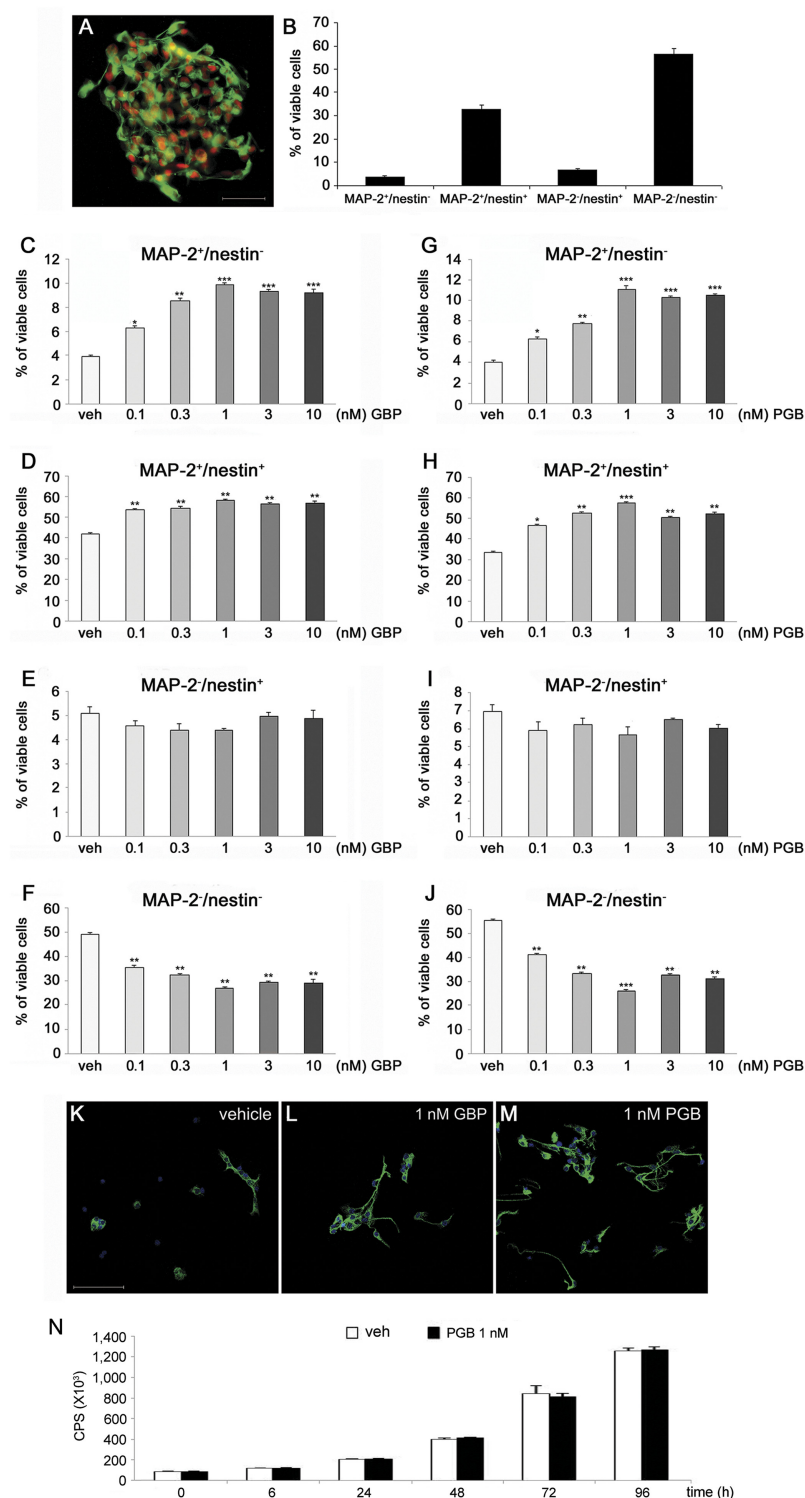 A
B
% of viable cells
70
60
50
40
30
20
10
0
MAP-2⁺/nestin⁻ MAP-2⁺/nestin⁺ MAP-2⁻/nestin⁺ MAP-2⁻/nestin⁻
C
MAP-2⁺/nestin⁻
% of viable cells
12
10
8
6
4
2
0
* ** *** *** ***
veh 0.1 0.3 1 3 10 (nM) GBP
G
MAP-2⁺/nestin⁻
% of viable cells
14
12
10
8
6
4
2
0
* ** *** *** ***
veh 0.1 0.3 1 3 10 (nM) PGB
D
MAP-2⁺/nestin⁺
% of viable cells
70
60
50
40
30
20
10
0
** ** ** ** **
veh 0.1 0.3 1 3 10 (nM) GBP
H
MAP-2⁺/nestin⁺
% of viable cells
70
60
50
40
30
20
10
0
* ** *** ** **
veh 0.1 0.3 1 3 10 (nM) PGB
E
MAP-2⁻/nestin⁺
% of viable cells
6
5
4
3
2
1
0
veh 0.1 0.3 1 3 10 (nM) GBP
I
MAP-2⁻/nestin⁺
% of viable cells
8
7
6
5
4
3
2
1
0
veh 0.1 0.3 1 3 10 (nM) PGB
F
MAP-2⁻/nestin⁻
% of viable cells
60
50
40
30
20
10
0
** ** ** ** **
veh 0.1 0.3 1 3 10 (nM) GBP
J
MAP-2⁻/nestin⁻
% of viable cells
60
50
40
30
20
10
0
** ** *** ** **
veh 0.1 0.3 1 3 10 (nM) PGB
K vehicle
L 1 nM GBP
M 1 nM PGB
N
veh PGB 1 nM
CPS (X10³)
1,400
1,200
1,000
800
600
400
200
0
0 6 24 48 72 96 time (h)